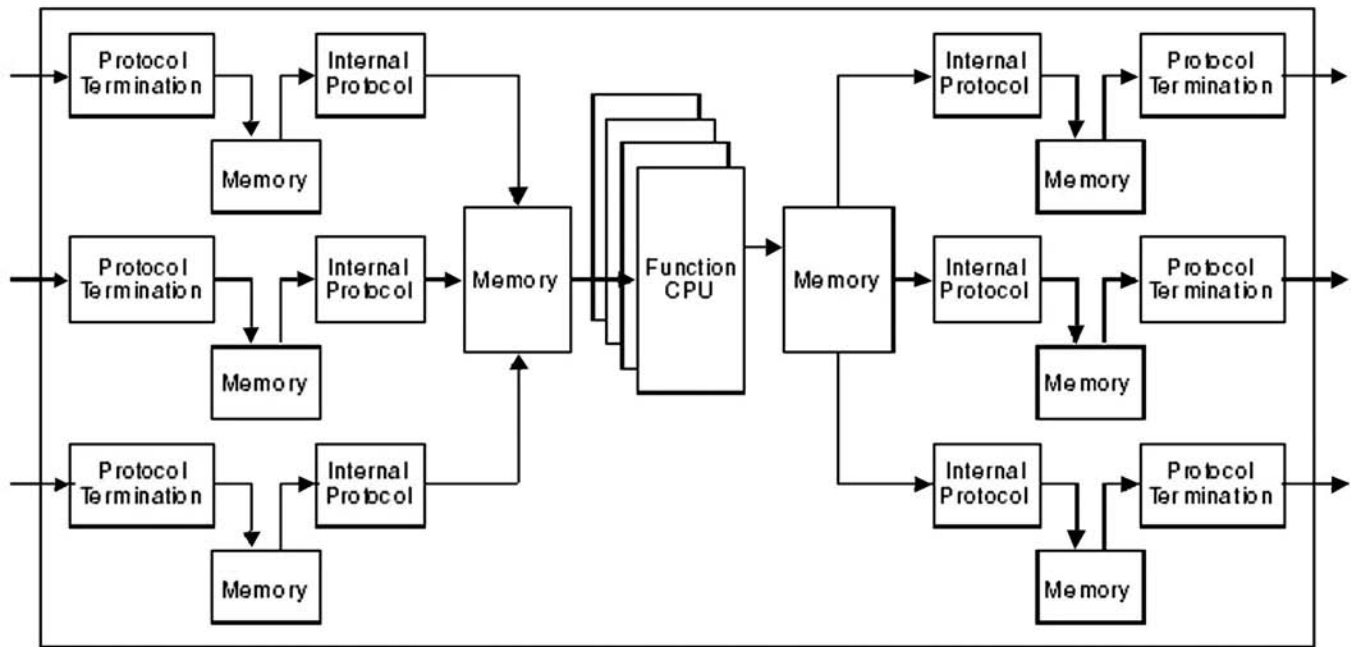 Protocol
Termination
Internal
Protocol
Internal
Protocol
Protocol
Termination
Memory
Memory
Protocol
Termination
Internal
Protocol
Memory
Function
CPU
Memory
Internal
Protocol
Protocol
Termination
Memory
Memory
Protocol
Termination
Internal
Protocol
Internal
Protocol
Protocol
Termination
Memory
Memory